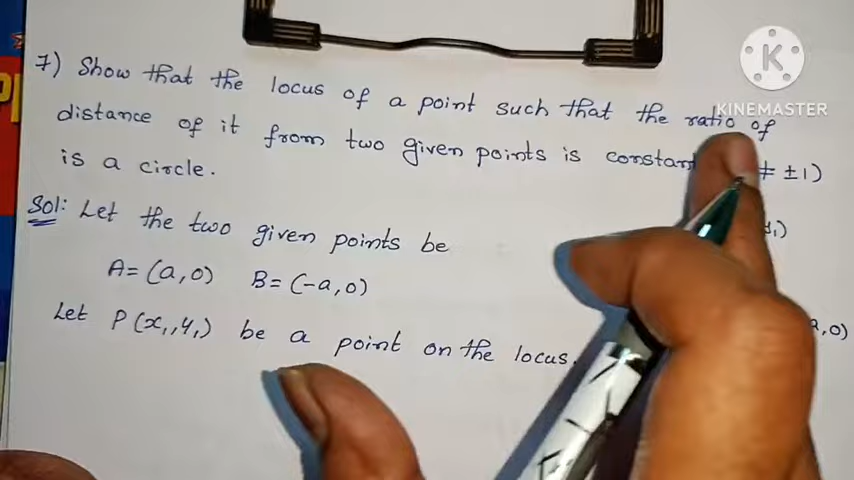 7) Show that the locus of a point such that the ratio of
distance of it from two given points is constant ≠ ±1)
is a circle.
Sol: Let the two given points be
A=(a,0) B=(-a,0)
Let P(x₁,y₁) be a point on the locus.
KINEMASTER